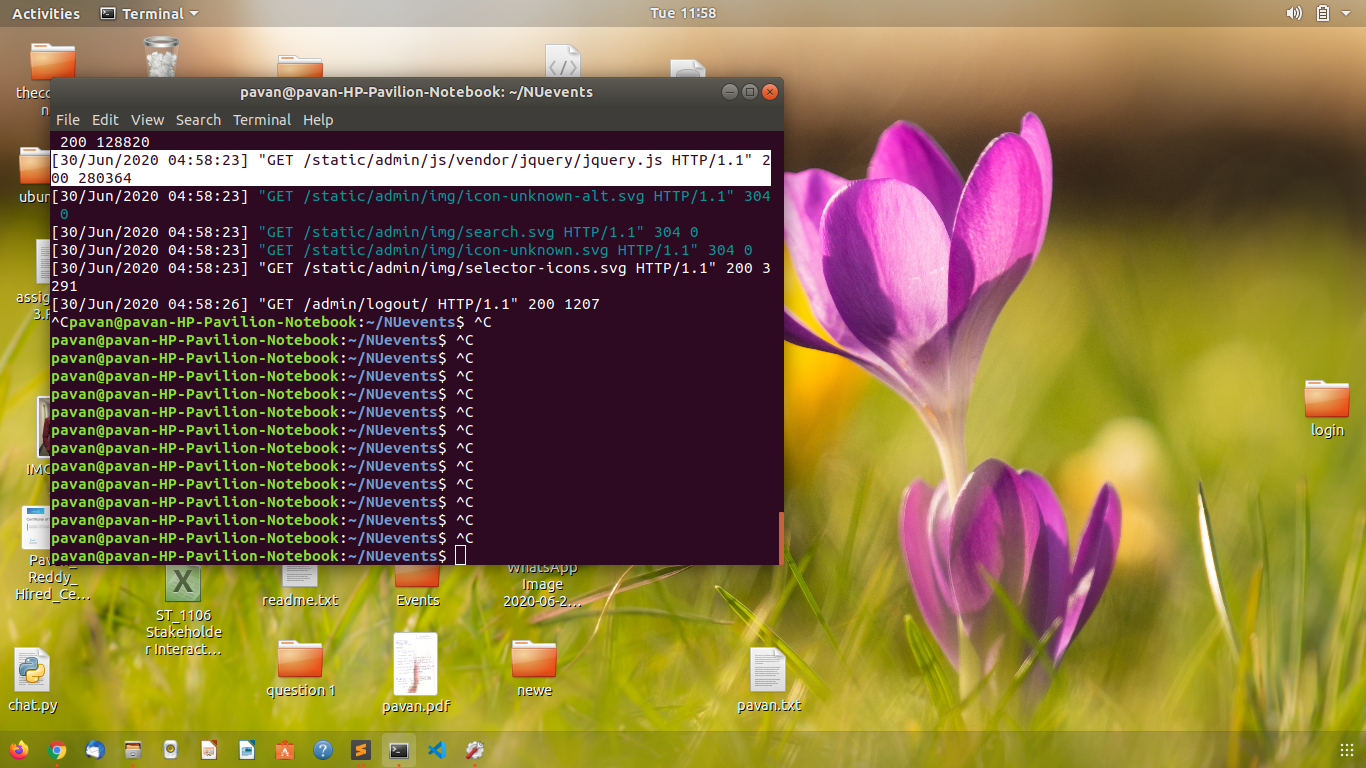 Activities
Terminal
Tue 11:58
pavan@pavan-HP-Pavilion-Notebook: ~/NUevents
File Edit View Search Terminal Help
200 128820
[30/Jun/2020 04:58:23] "GET /static/admin/js/vendor/jquery/jquery.js HTTP/1.1" 2
00 280364
[30/Jun/2020 04:58:23] "GET /static/admin/img/icon-unknown-alt.svg HTTP/1.1" 304
0
[30/Jun/2020 04:58:23] "GET /static/admin/img/search.svg HTTP/1.1" 304 0
[30/Jun/2020 04:58:23] "GET /static/admin/img/icon-unknown.svg HTTP/1.1" 304 0
[30/Jun/2020 04:58:23] "GET /static/admin/img/selector-icons.svg HTTP/1.1" 200 3
291
[30/Jun/2020 04:58:26] "GET /admin/logout/ HTTP/1.1" 200 1207
^Cpavan@pavan-HP-Pavilion-Notebook:~/NUevents$ ^C
pavan@pavan-HP-Pavilion-Notebook:~/NUevents$ ^C
pavan@pavan-HP-Pavilion-Notebook:~/NUevents$ ^C
pavan@pavan-HP-Pavilion-Notebook:~/NUevents$ ^C
pavan@pavan-HP-Pavilion-Notebook:~/NUevents$ ^C
pavan@pavan-HP-Pavilion-Notebook:~/NUevents$ ^C
pavan@pavan-HP-Pavilion-Notebook:~/NUevents$ ^C
pavan@pavan-HP-Pavilion-Notebook:~/NUevents$ ^C
pavan@pavan-HP-Pavilion-Notebook:~/NUevents$ ^C
pavan@pavan-HP-Pavilion-Notebook:~/NUevents$ ^C
pavan@pavan-HP-Pavilion-Notebook:~/NUevents$ ^C
pavan@pavan-HP-Pavilion-Notebook:~/NUevents$ ^C
pavan@pavan-HP-Pavilion-Notebook:~/NUevents$ ^C
pavan@pavan-HP-Pavilion-Notebook:~/NUevents$
login
Reddy_
Hired_Ce...
ST_1106
Stakeholde
r Interact...
readme.txt
Events
WhatsApp
Image
2020-06-2...
chat.py
question 1
pavan.pdf
newe
pavan.txt